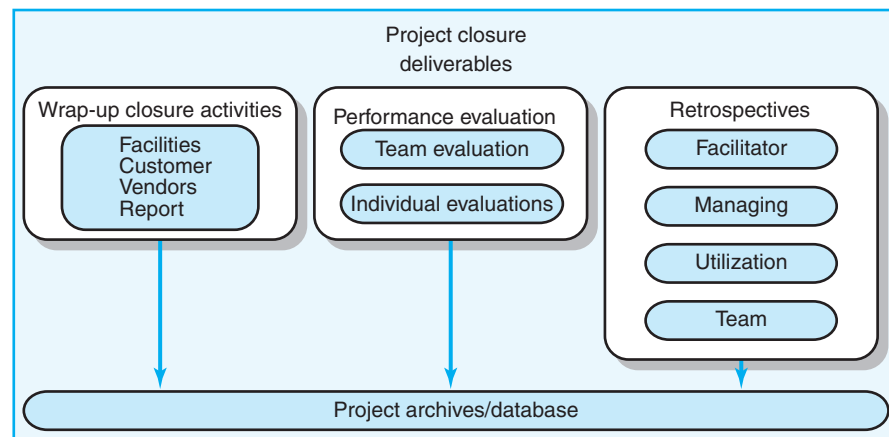 Project closure
deliverables
Wrap-up closure activities
Facilities
Customer
Vendors
Report
Performance evaluation
Team evaluation
Individual evaluations
Retrospectives
Facilitator
Managing
Utilization
Team
Project archives/database